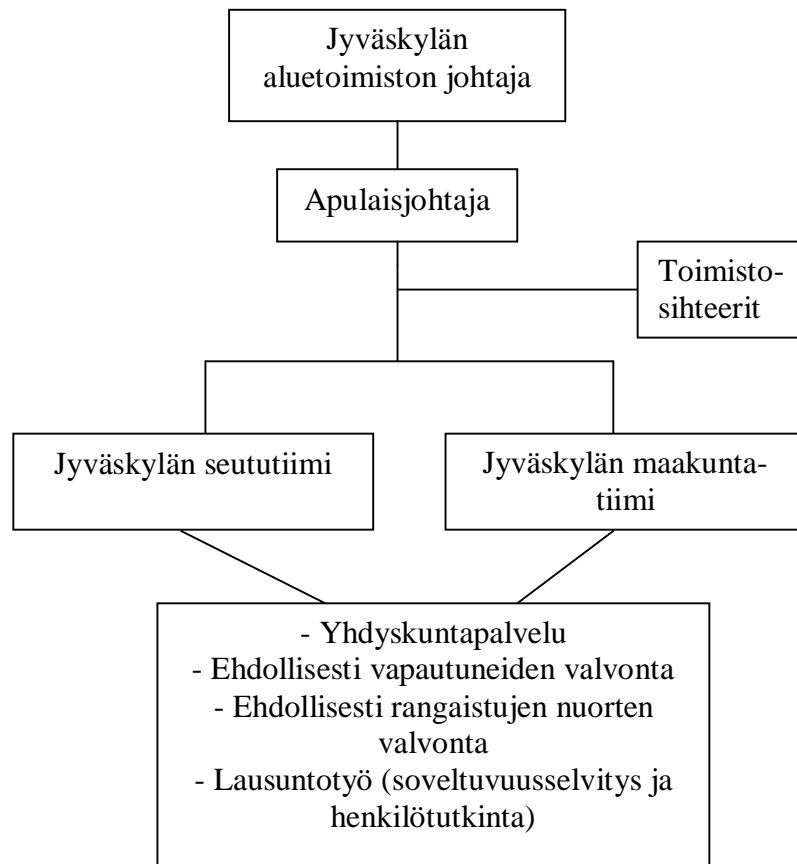 Jyväskylän
aluetoimiston johtaja
Apulaisjohtaja
Toimisto-
sihteerit
Jyväskylän seututiimi
Jyväskylän maakunta-
tiimi
- Yhdyskuntapalvelu
- Ehdollisesti vapautuneiden valvonta
- Ehdollisesti rangaistujen nuorten
valvonta
- Lausuntotyö (soveltuvuusselvitys ja
henkilötutkinta)